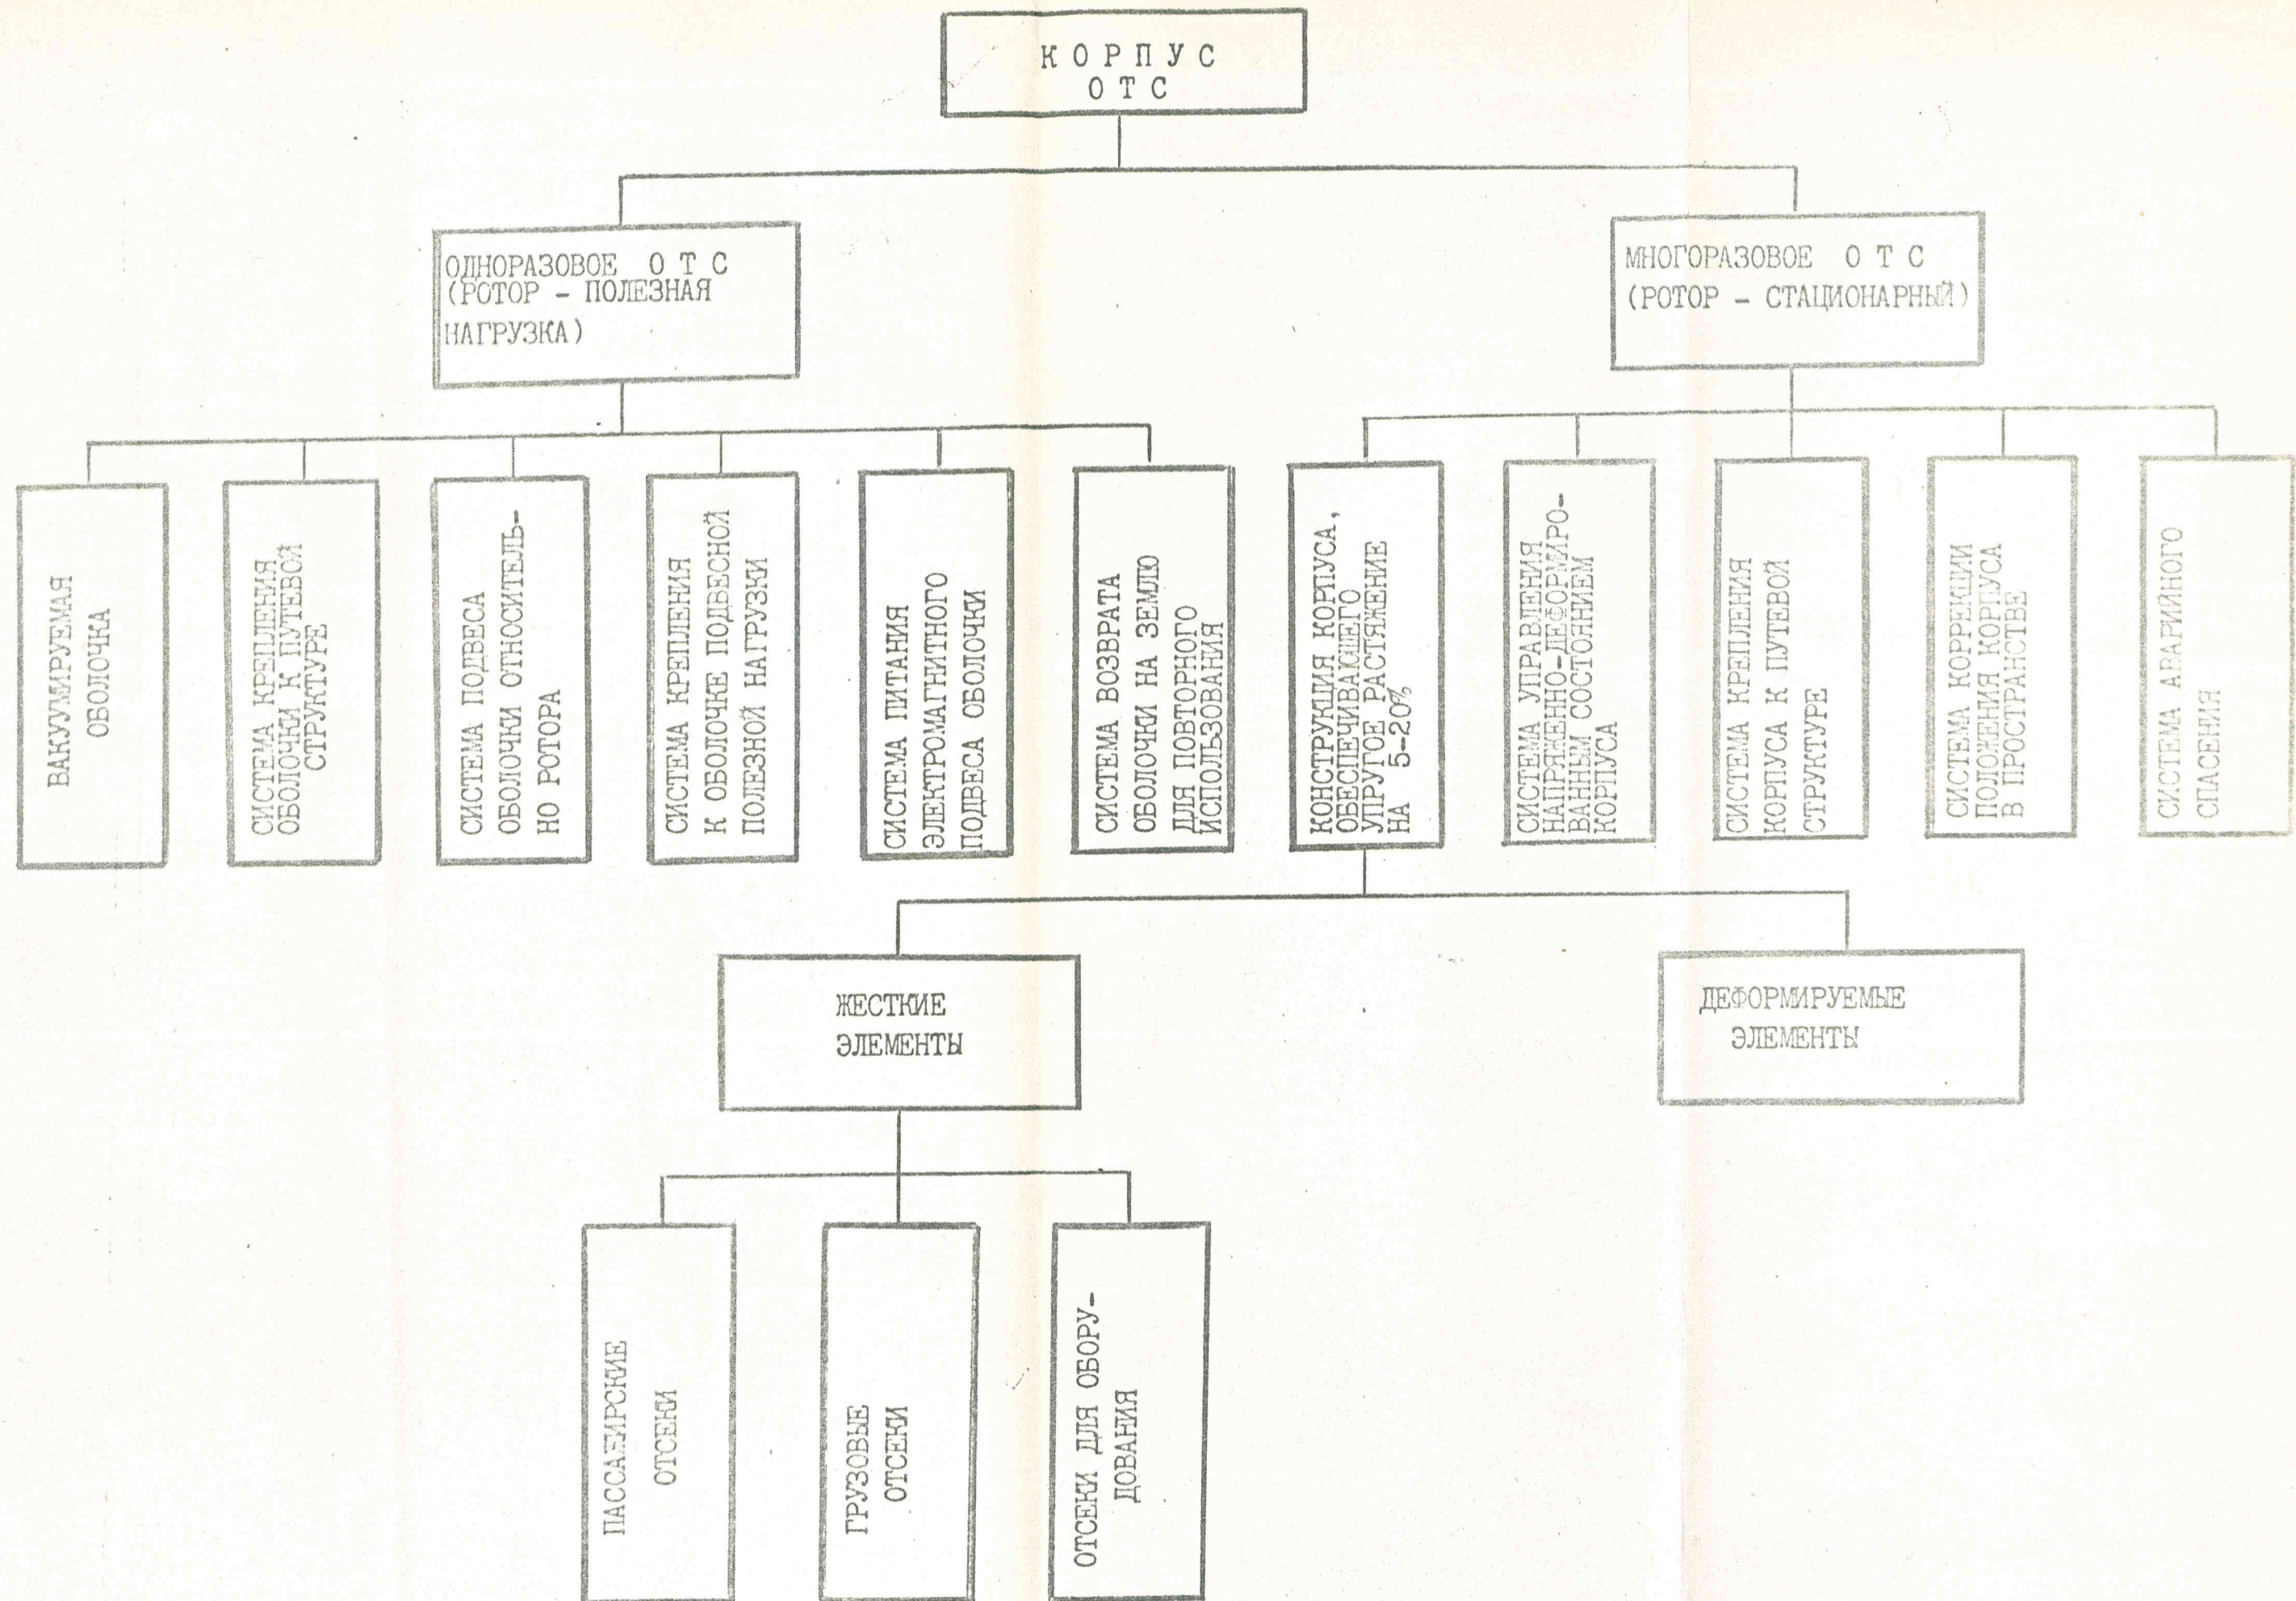 КОРПУС
ОТС
ОДНОРАЗОВОЕ ОТС
(РОТОР - ПОЛЕЗНАЯ
НАГРУЗКА)
МНОГОРАЗОВОЕ ОТС
(РОТОР - СТАЦИОНАРНЫЙ)
ВАКУУМИРУЕМАЯ
ОБОЛОЧКА
СИСТЕМА КРЕПЛЕНИЯ
ОБОЛОЧКИ К ПУТЕВОЙ
СТРУКТУРЕ
СИСТЕМА ПОДВЕСА
ОБОЛОЧКИ ОТНОСИТЕЛЬ-
НО РОТОРА
СИСТЕМА КРЕПЛЕНИЯ
К ОБОЛОЧКЕ ПОДВЕСНОЙ
ПОЛЕЗНОЙ НАГРУЗКИ
СИСТЕМА ПИТАНИЯ
ЭЛЕКТРОМАГНИТНОГО
ПОДВЕСА ОБОЛОЧКИ
СИСТЕМА ВОЗВРАТА
ОБОЛОЧКИ НА ЗЕМЛЮ
ДЛЯ ПОВТОРНОГО
ИСПОЛЬЗОВАНИЯ
КОНСТРУКЦИЯ КОРПУСА,
ОБЕСПЕЧИВАЮЩЕГО
УПРУГОЕ РАСТЯЖЕНИЕ
НА 5-20%
СИСТЕМА УПРАВЛЕНИЯ
НАПРЯЖЕННО-ДЕФОРМИРО-
ВАННЫМ СОСТОЯНИЕМ
КОРПУСА
СИСТЕМА КРЕПЛЕНИЯ
КОРПУСА К ПУТЕВОЙ
СТРУКТУРЕ
СИСТЕМА КОРРЕКЦИИ
ПОЛОЖЕНИЯ КОРПУСА
В ПРОСТРАНСТВЕ
СИСТЕМА АВАРИЙНОГО
СПАСЕНИЯ
ЖЕСТКИЕ
ЭЛЕМЕНТЫ
ДЕФОРМИРУЕМЫЕ
ЭЛЕМЕНТЫ
ПАССАЖИРСКИЕ
ОТСЕКИ
ГРУЗОВЫЕ
ОТСЕКИ
ОТСЕКИ ДЛЯ ОБОРУ-
ДОВАНИЯ